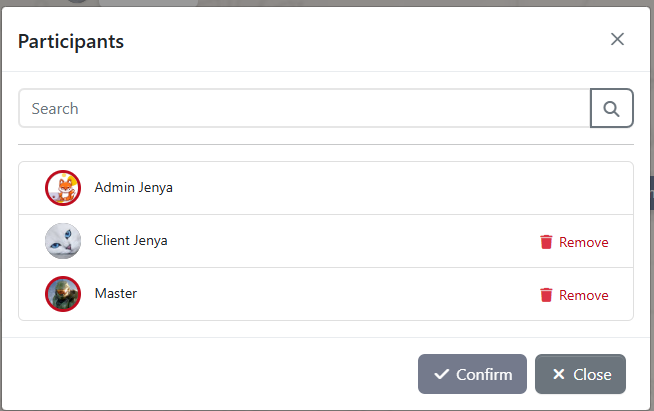 Participants
Search
Admin Jenya
Client Jenya
Remove
Master
Remove
Confirm
Close